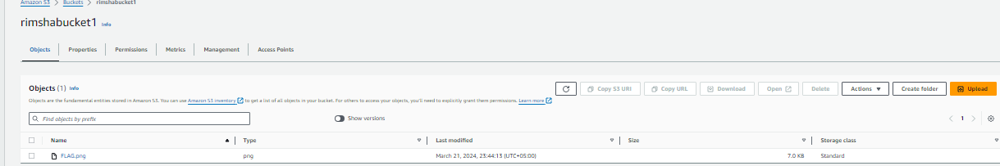 Amazon S3 > Buckets > rimshabucket1
rimshabucket1 Info
Objects Properties Permissions Metrics Management Access Points
Objects (1) Info
Copy S3 URI Copy URL Download Open Delete Actions Create folder Upload
Objects are the fundamental entities stored in Amazon S3. You can use Amazon S3 inventory to get a list of all objects in your bucket. For others to access your objects, you'll need to explicitly grant them permissions. Learn more
Find objects by prefix Show versions < 1 >
Name Type Last modified Size Storage class
FLAG.png png March 21, 2024, 23:44:13 (UTC+05:00) 7.0 KB Standard